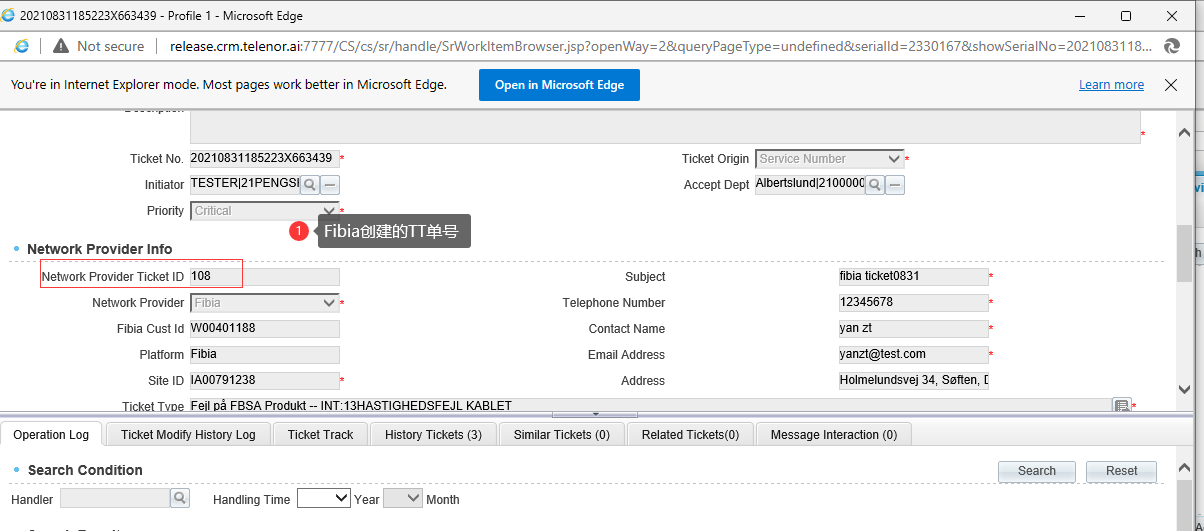 20210831185223X663439 - Profile 1 - Microsoft Edge
Not secure release.crm.telenor.ai:7777/CS/cs/sr/handle/SrWorkItemBrowser.jsp?openWay=2&queryPageType=undefined&serialId=2330167&showSerialNo=202108311​8...
You're in Internet Explorer mode. Most pages work better in Microsoft Edge. Open in Microsoft Edge Learn more
Description
*
Ticket No. 20210831185223X663439 * Ticket Origin Service Number *
Initiator TESTER|21PENGSI Accept Dept Albertslund|2100000
Priority Critical *
1 Fibia创建的TT单号
Network Provider Info
Network Provider Ticket ID 108 Subject fibia ticket0831 *
Network Provider Fibia * Telephone Number 12345678 *
Fibia Cust Id W00401188 Contact Name yan zt *
Platform Fibia Email Address yanzt@test.com *
Site ID IA00791238 * Address Holmelundsvej 34, Søften, D
Ticket Type Fejl på FBSA Produkt -- INT:13HASTIGHEDSFEJL KABLET *
Operation Log Ticket Modify History Log Ticket Track History Tickets (3) Similar Tickets (0) Related Tickets(0) Message Interaction (0)
Search Condition Search Reset
Handler Handling Time Year Month